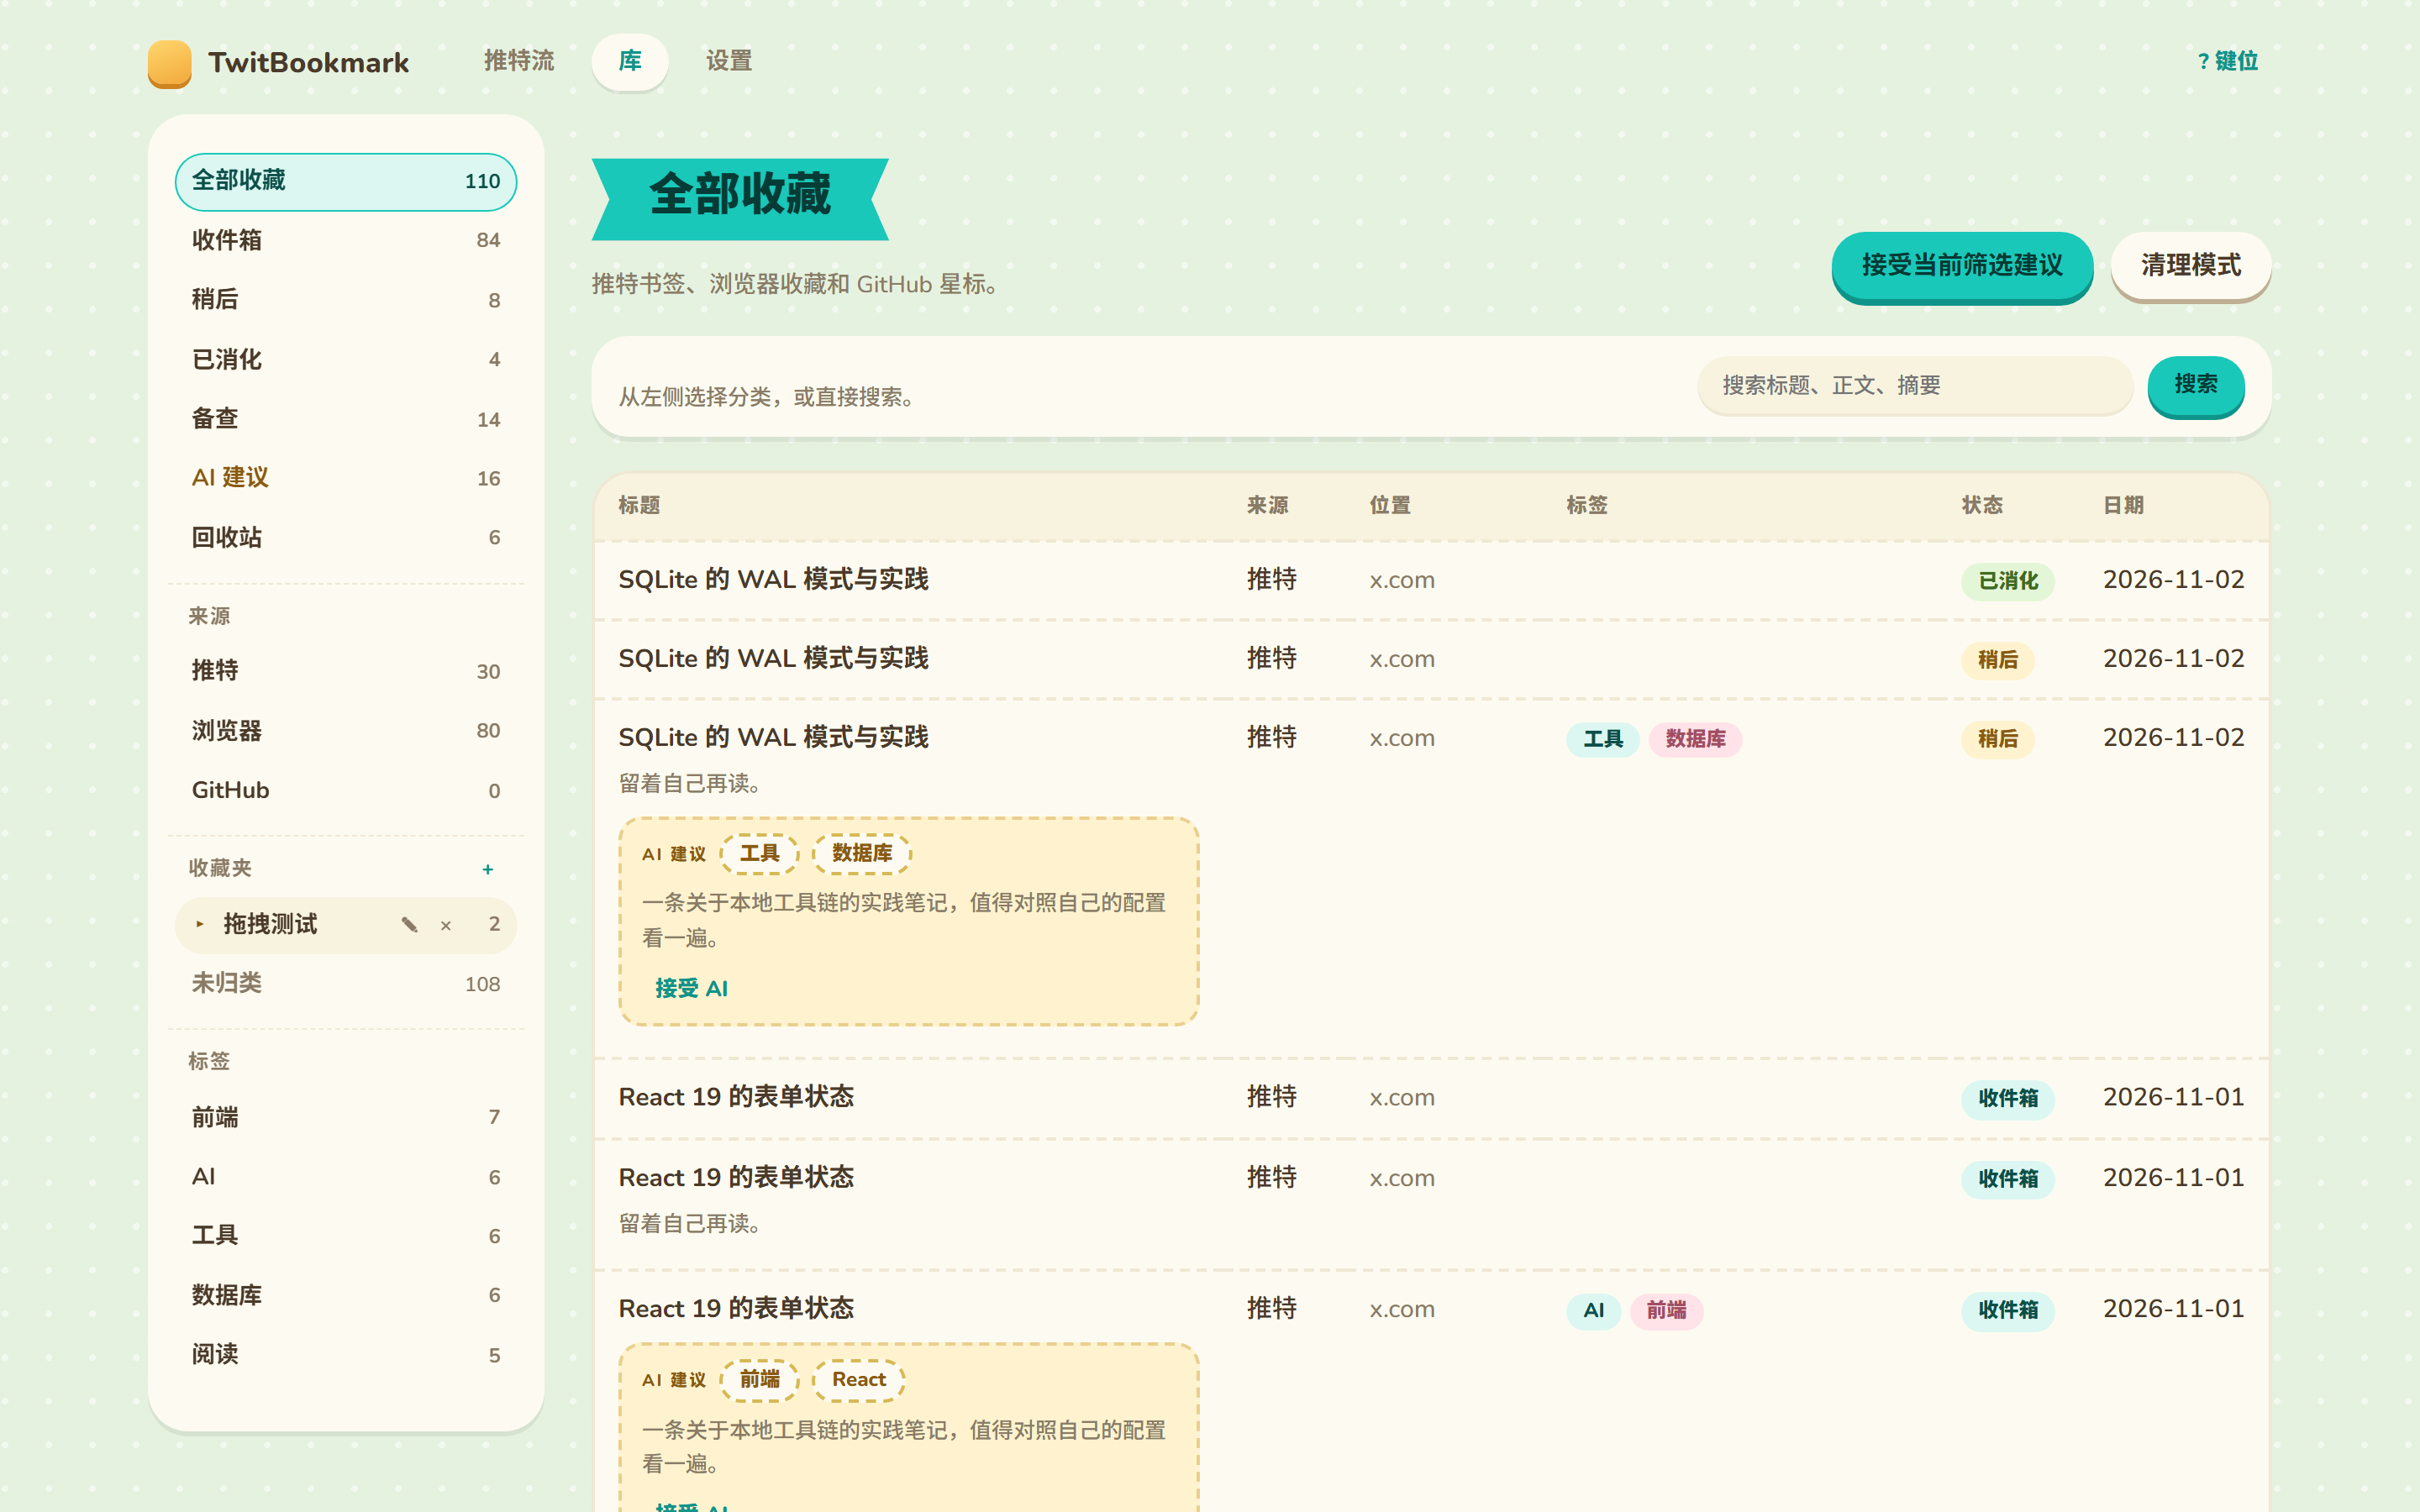 TwitBookmark 推特流 库 设置 ? 键位
全部收藏 110
收件箱 84
稍后 8
已消化 4
备查 14
AI 建议 16
回收站 6
来源
推特 30
浏览器 80
GitHub 0
收藏夹 +
▸ 拖拽测试 × 2
未归类 108
标签
前端 7
AI 6
工具 6
数据库 6
阅读 5
全部收藏
推特书签、浏览器收藏和 GitHub 星标。
接受当前筛选建议 清理模式
从左侧选择分类，或直接搜索。 搜索标题、正文、摘要 搜索
标题 来源 位置 标签 状态 日期
SQLite 的 WAL 模式与实践 推特 x.com 已消化 2026-11-02
SQLite 的 WAL 模式与实践 推特 x.com 稍后 2026-11-02
SQLite 的 WAL 模式与实践 推特 x.com 工具 数据库 稍后 2026-11-02
留着自己再读。
AI 建议 工具 数据库
一条关于本地工具链的实践笔记，值得对照自己的配置
看一遍。
接受 AI
React 19 的表单状态 推特 x.com 收件箱 2026-11-01
React 19 的表单状态 推特 x.com 收件箱 2026-11-01
留着自己再读。
React 19 的表单状态 推特 x.com AI 前端 收件箱 2026-11-01
AI 建议 前端 React
一条关于本地工具链的实践笔记，值得对照自己的配置
看一遍。
接受 AI